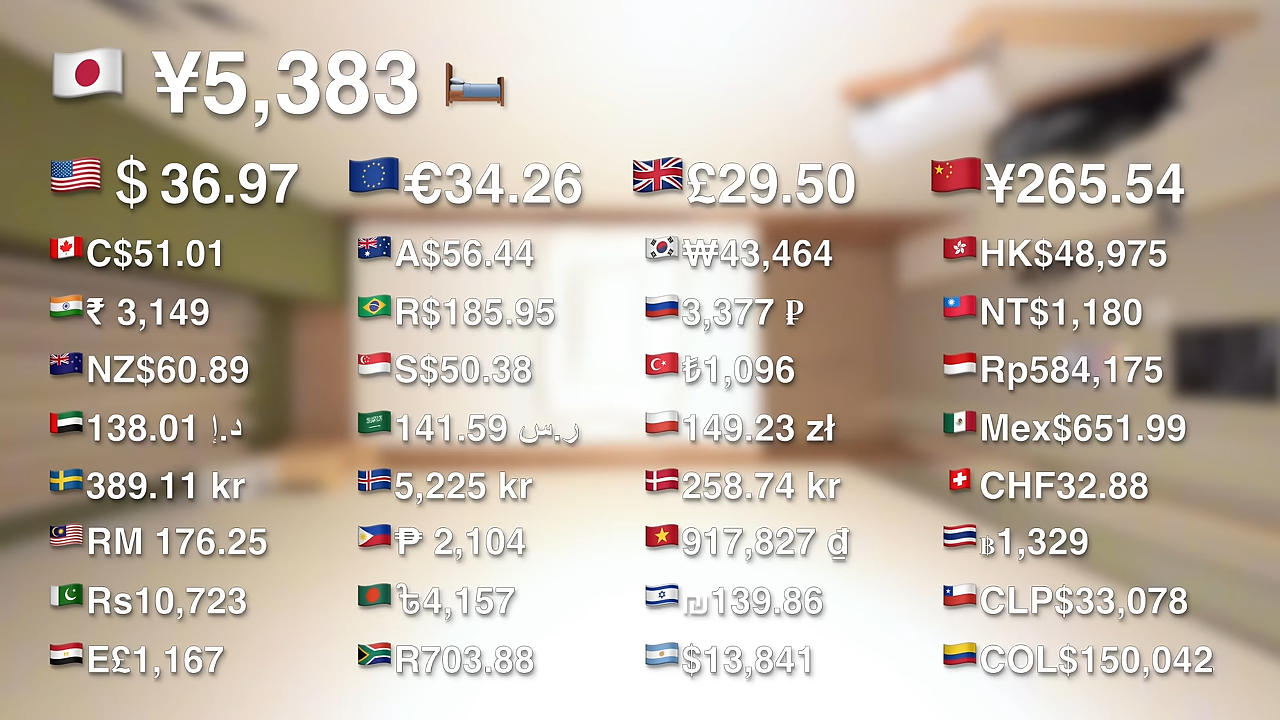 ¥5,383
$ 36.97 €34.26 £29.50 ¥265.54
C$51.01 A$56.44 ₩43,464 HK$48,975
₹ 3,149 R$185.95 3,377 ₽ NT$1,180
NZ$60.89 S$50.38 ₺1,096 Rp584,175
138.01 د.إ 141.59 ر.س 149.23 zł Mex$651.99
389.11 kr 5,225 kr 258.74 kr CHF32.88
RM 176.25 ₱ 2,104 917,827 ₫ ฿1,329
Rs10,723 ৳4,157 ₪139.86 CLP$33,078
E£1,167 R703.88 $13,841 COL$150,042